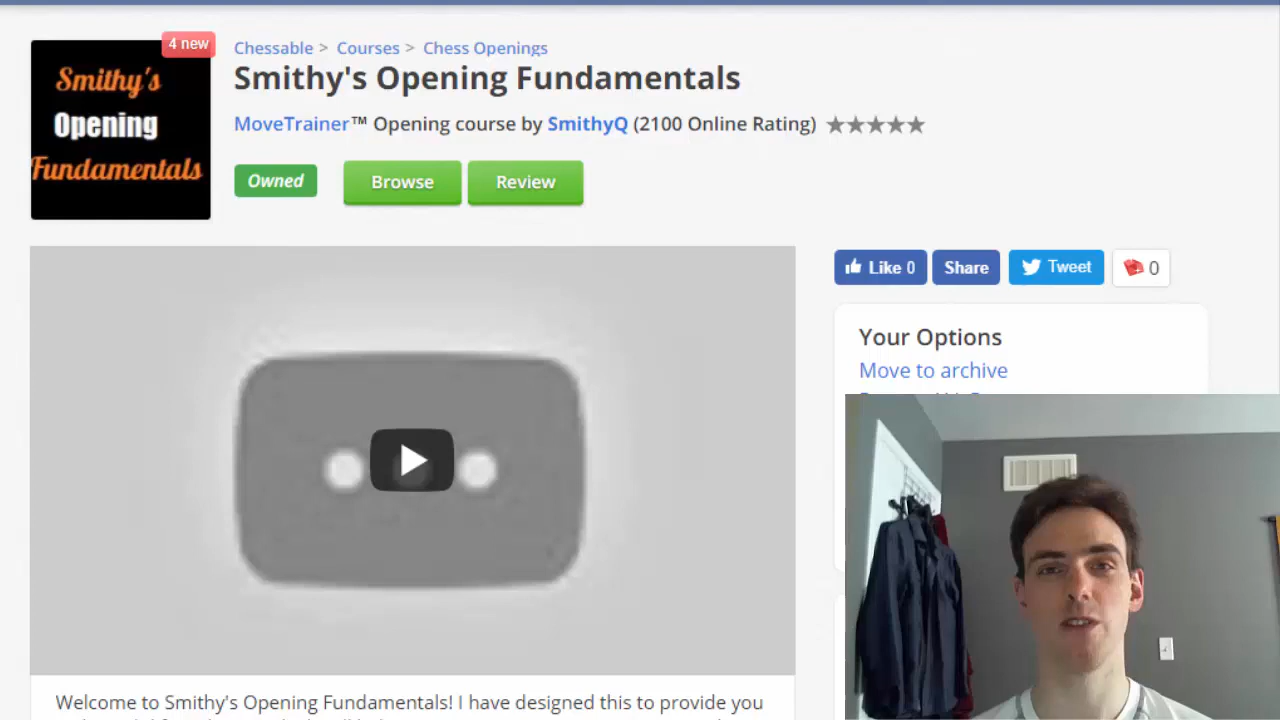 4 new
Smithy's
Opening
Fundamentals
Chessable > Courses > Chess Openings
Smithy's Opening Fundamentals
MoveTrainer™ Opening course by SmithyQ (2100 Online Rating)
Owned
Browse
Review
Like 0
Share
Tweet
0
Your Options
Move to archive
Welcome to Smithy's Opening Fundamentals! I have designed this to provide you